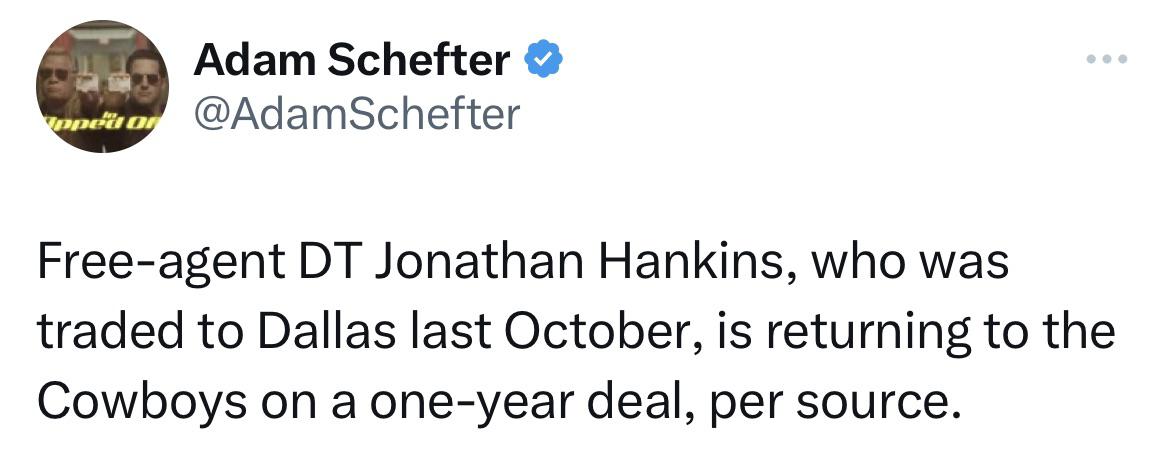 Adam Schefter
@AdamSchefter
Free-agent DT Jonathan Hankins, who was
traded to Dallas last October, is returning to the
Cowboys on a one-year deal, per source.